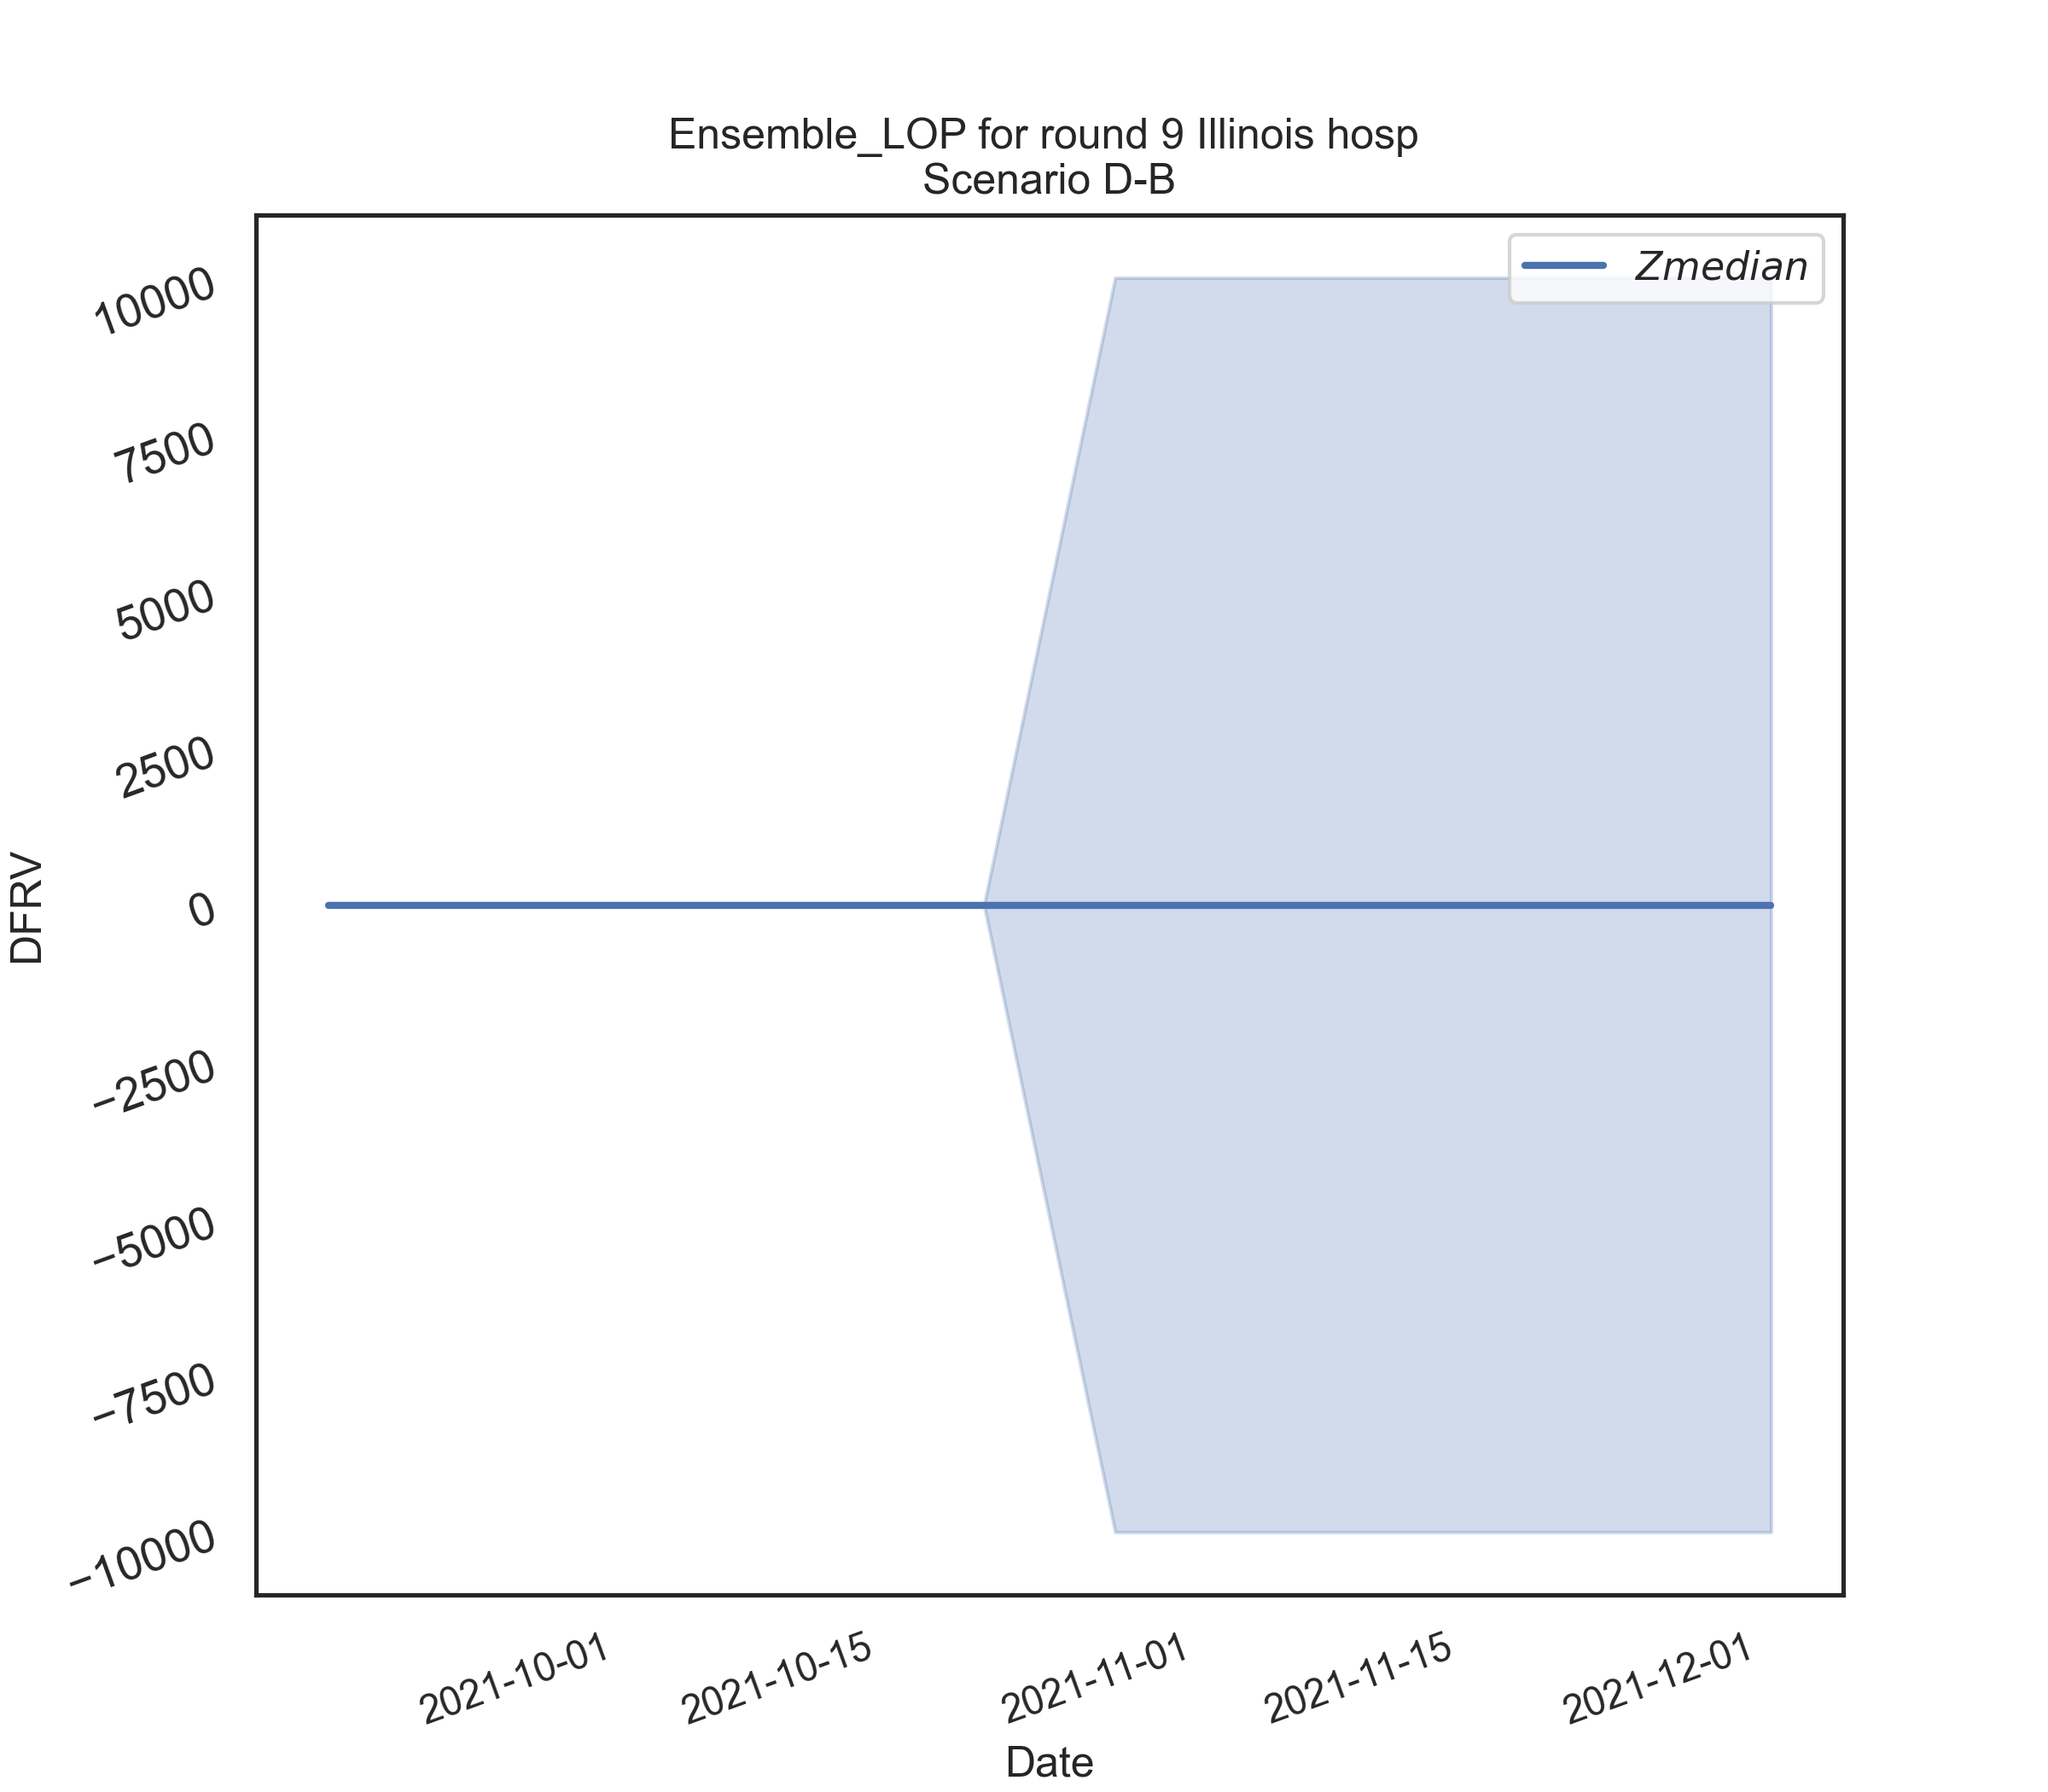 Ensemble_LOP for round 9 Illinois hosp
Scenario D-B
Zmedian
10000
7500
5000
2500
0
−2500
−5000
−7500
−10000
DFRV
2021-10-01
2021-10-15
2021-11-01
2021-11-15
2021-12-01
Date